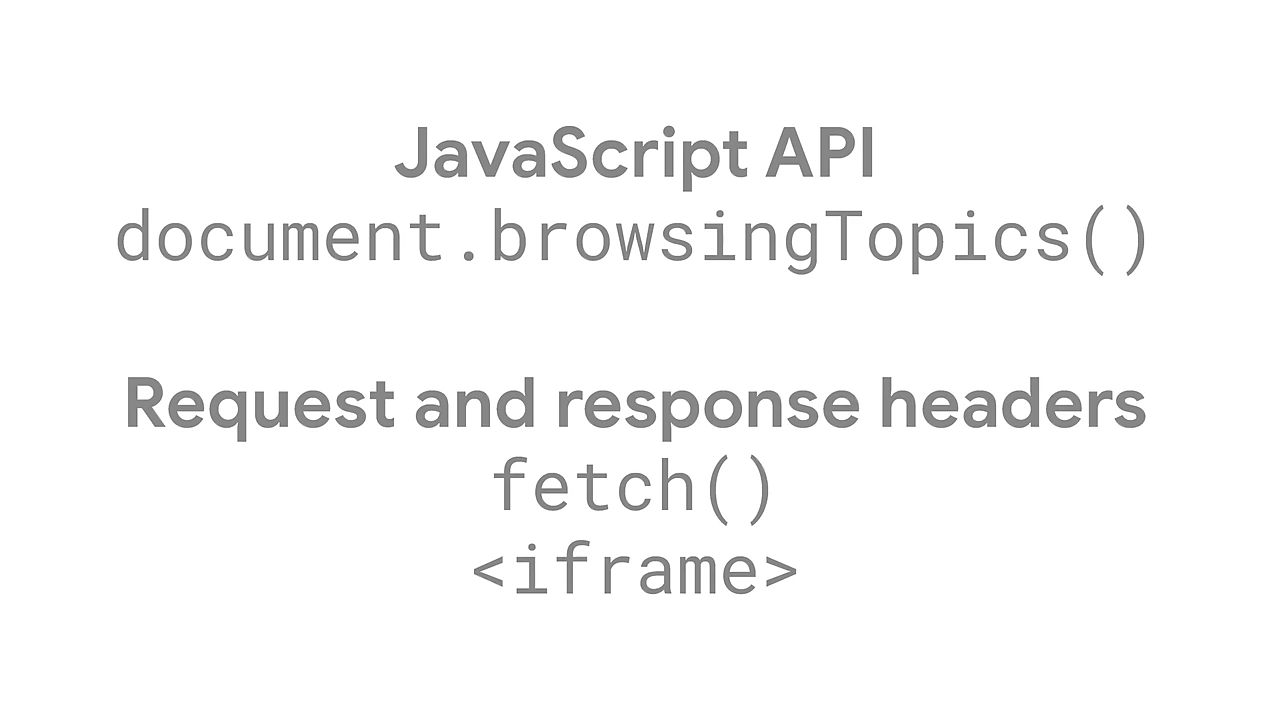 JavaScript API
document.browsingTopics()
Request and response headers
fetch()
<iframe>